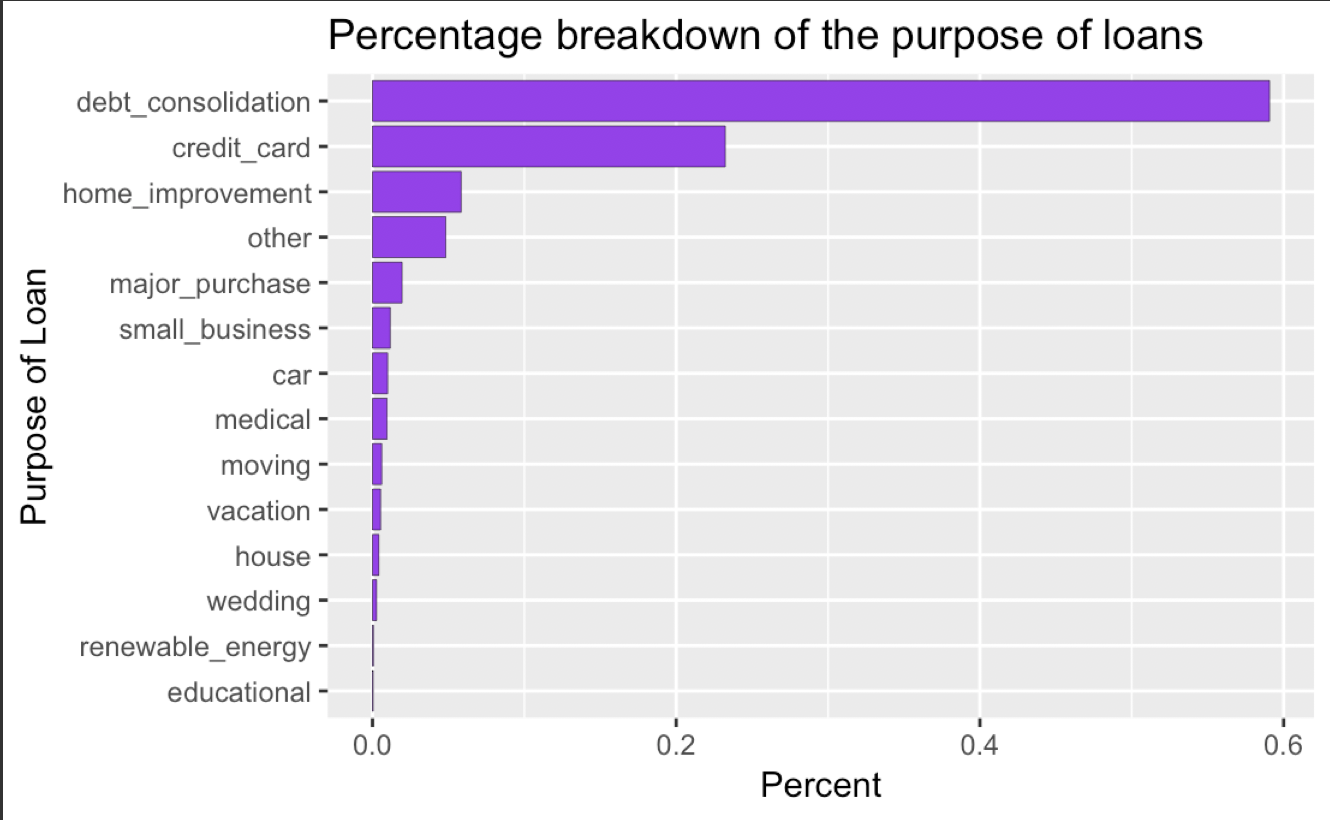 Percentage breakdown of the purpose of loans
debt_consolidation
credit_card
home_improvement
other
major_purchase
small_business
car
medical
moving
vacation
house
wedding
renewable_energy
educational
Purpose of Loan
0.0 0.2 0.4 0.6
Percent